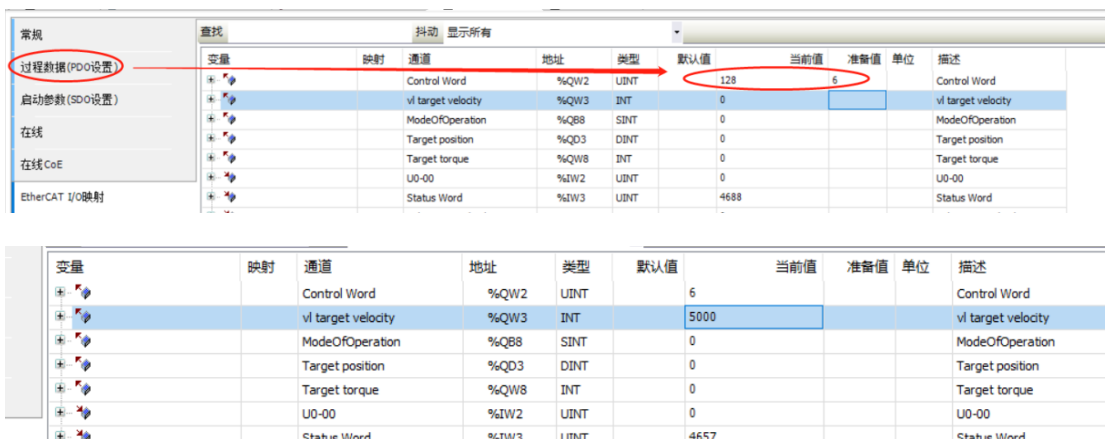 常规
过程数据(PDO设置)
启动参数(SDO设置)
在线
在线CoE
EtherCAT I/O映射
查找 抖动 显示所有
变量 映射 通道 地址 类型 默认值 当前值 准备值 单位 描述
Control Word %QW2 UINT 128 6 Control Word
vl target velocity %QW3 INT 0 vl target velocity
ModeOfOperation %QB8 SINT 0 ModeOfOperation
Target position %QD3 DINT 0 Target position
Target torque %QW8 INT 0 Target torque
U0-00 %IW2 UINT 0 U0-00
Status Word %IW3 UINT 4688 Status Word
变量 映射 通道 地址 类型 默认值 当前值 准备值 单位 描述
Control Word %QW2 UINT 6 Control Word
vl target velocity %QW3 INT 5000 vl target velocity
ModeOfOperation %QB8 SINT 0 ModeOfOperation
Target position %QD3 DINT 0 Target position
Target torque %QW8 INT 0 Target torque
U0-00 %IW2 UINT 0 U0-00
Status Word %IW3 UINT 4657 Status Word